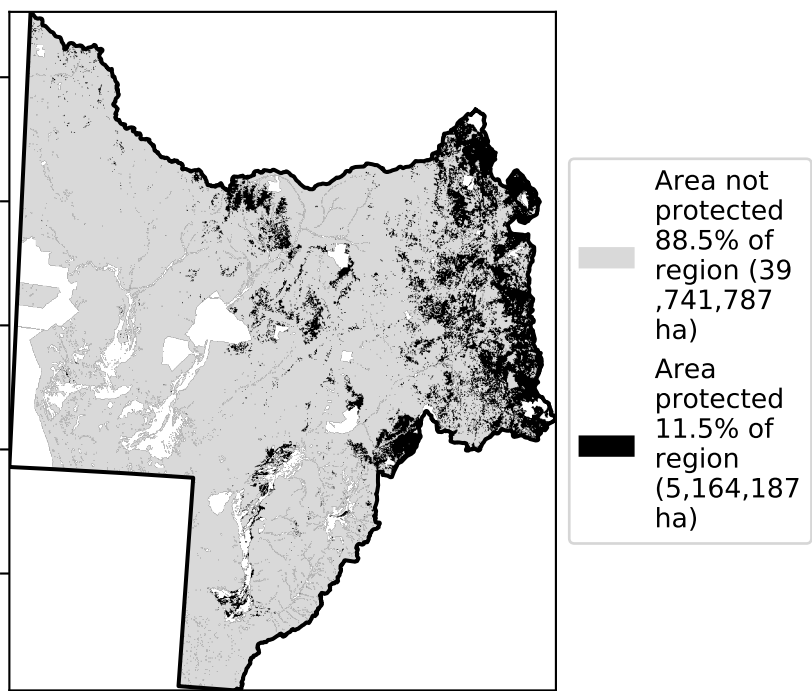 Area not
protected
88.5% of
region (39
,741,787
ha)
Area
protected
11.5% of
region
(5,164,187
ha)